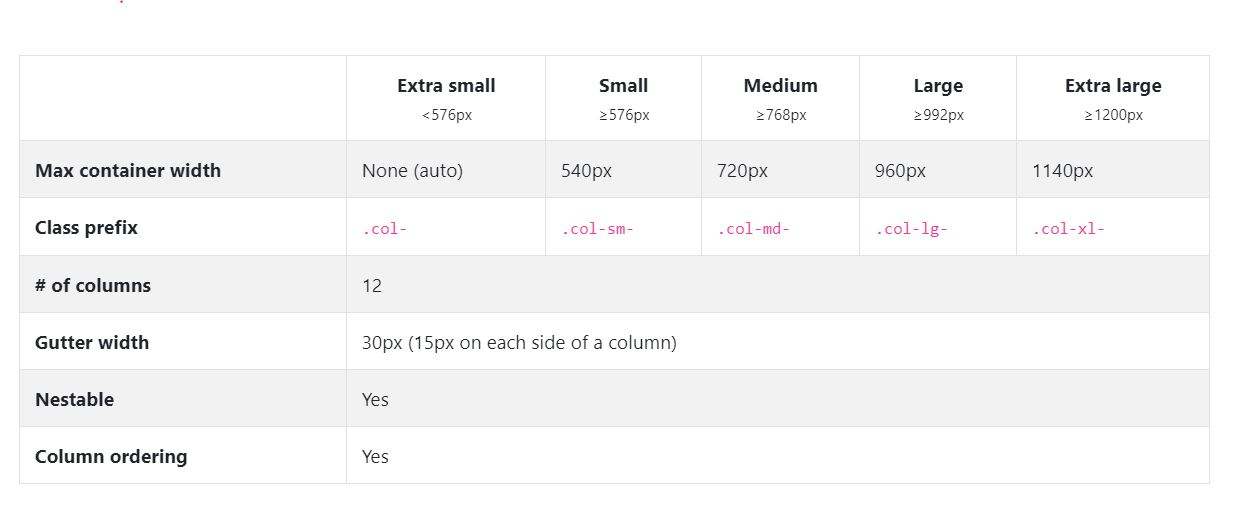 Extra small Small Medium Large Extra large
<576px ≥576px ≥768px ≥992px ≥1200px
Max container width None (auto) 540px 720px 960px 1140px
Class prefix .col- .col-sm- .col-md- .col-lg- .col-xl-
# of columns 12
Gutter width 30px (15px on each side of a column)
Nestable Yes
Column ordering Yes